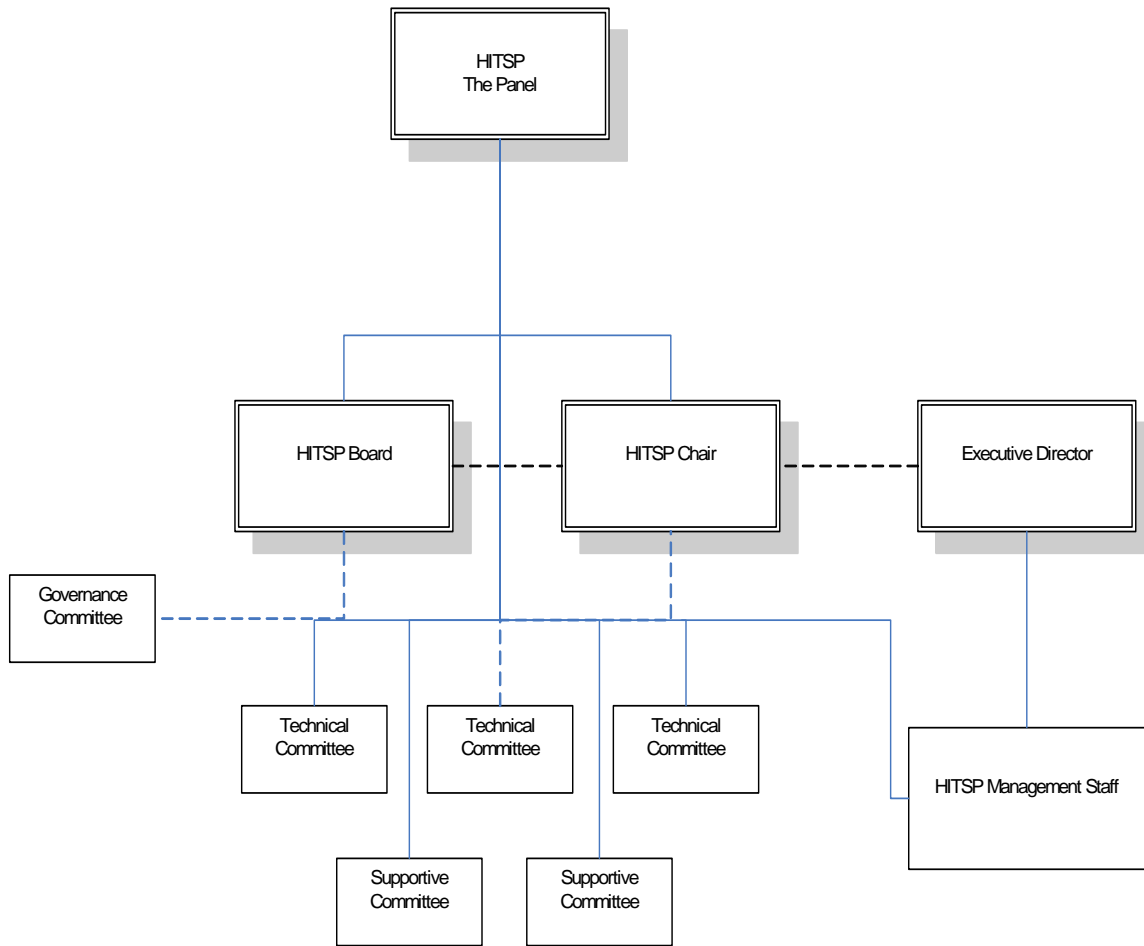 HITSP
The Panel
HITSP Board
HITSP Chair
Executive Director
Governance
Committee
Technical
Committee
Technical
Committee
Technical
Committee
HITSP Management Staff
Supportive
Committee
Supportive
Committee